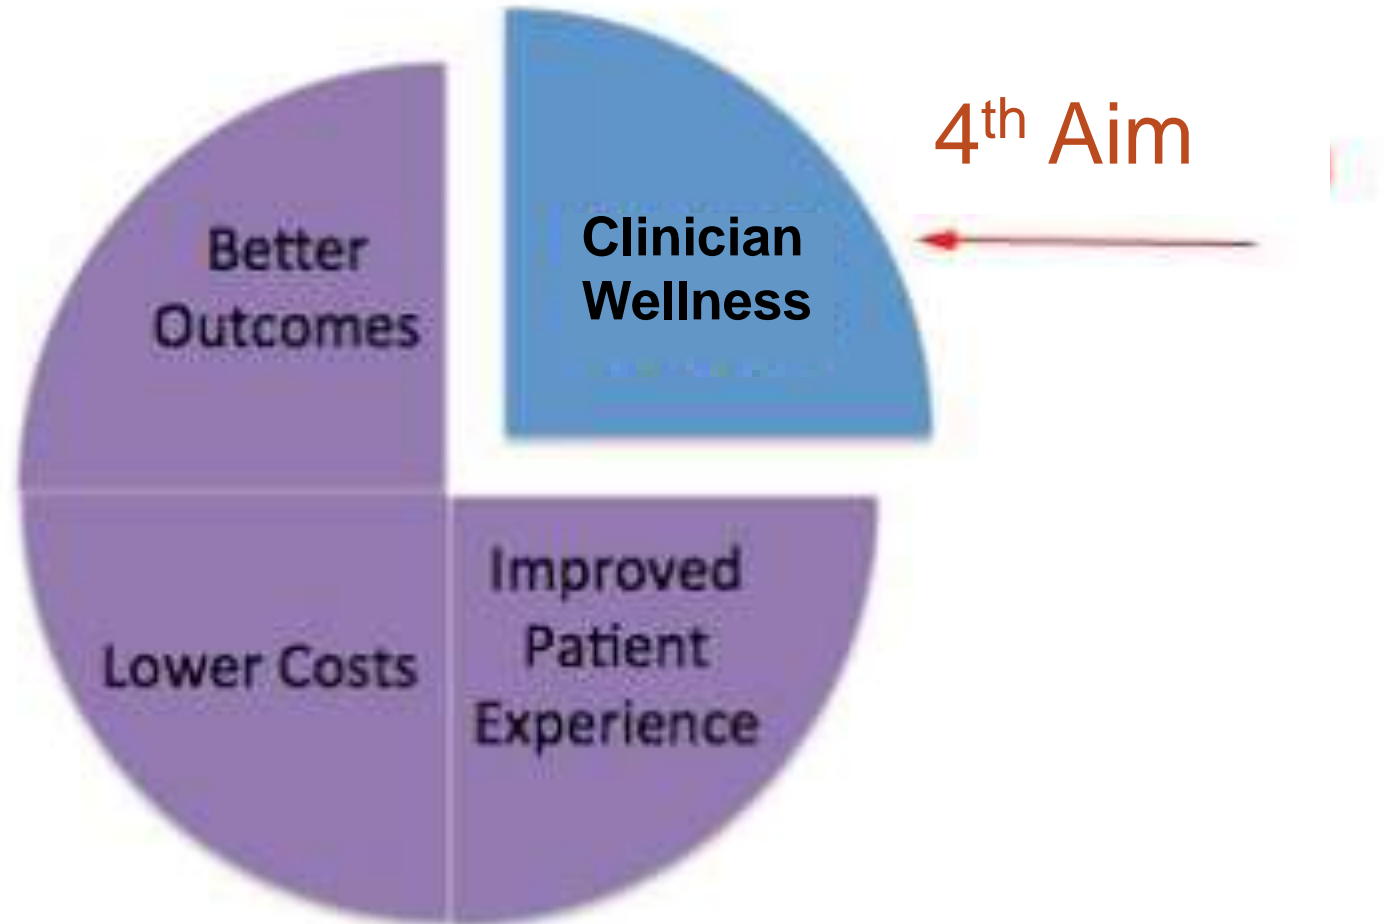 Better
Outcomes
Clinician
Wellness
4th Aim
Lower Costs
Improved
Patient
Experience